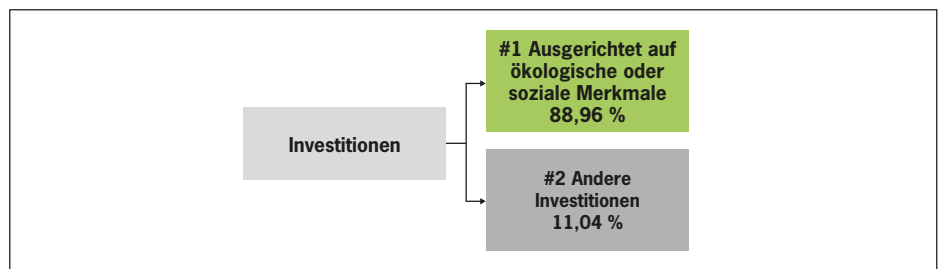 #1 Ausgerichtet auf
ökologische oder
soziale Merkmale
88,96 %
Investitionen
#2 Andere
Investitionen
11,04 %